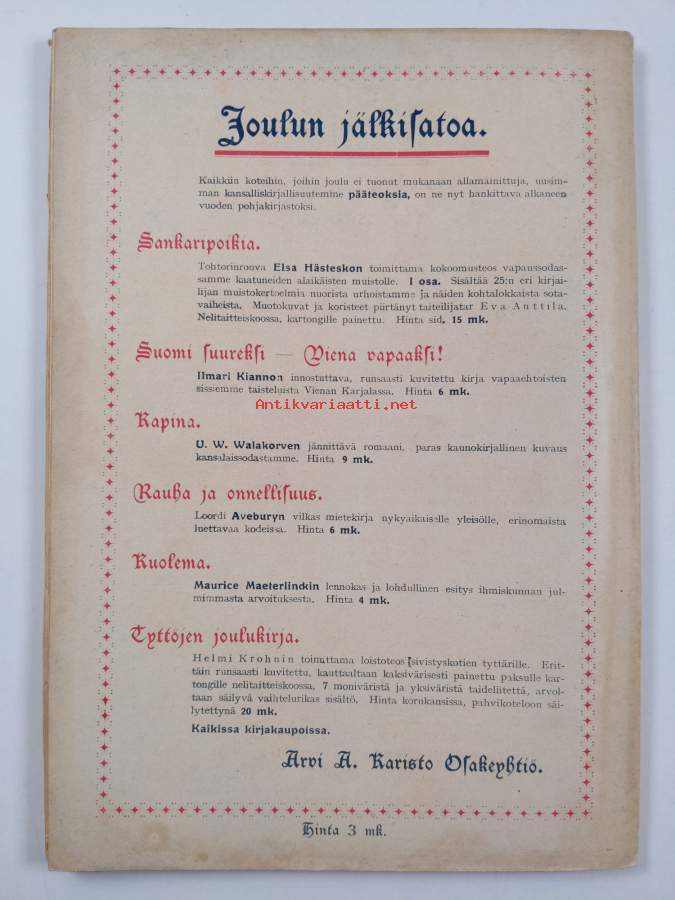 Joulun jälkisatoa.
Kaikkiin koteihin, joihin joulu ei tuonut mukanaan allamainittuja, uusim-
man kansalliskirjallisuutemme pääteoksia, on ne nyt hankittava alkaneen
vuoden pohjakirjastoksi.
Sankaripoikia.
Tohtorinrouva Elsa Hästeskon toimittama kokoomusteos vapaussodas-
samme kaatuneiden alaikäisten muistolle. I osa. Sisältää 25:n eri kirjai-
lijan muistokertoelmia nuorista urhoistamme ja näiden kohtalokkaista sota-
vaiheista. Muotokuvat ja koristeet piirtänyt taiteilijatar Eva Anttila.
Nelitaitteiskoossa, kartongille painettu. Hinta sid. 15 mk.
Suomi suureksi — Viena vapaaksi!
Ilmari Kiannon innostuttava, runsaasti kuvitettu kirja vapaaehtoisten
sissiemme taisteluista Vienan Karjalassa. Hinta 6 mk.
Antikvariaatti.net
Kapina.
U. W. Walakorven jännittävä romaani, paras kaunokirjallinen kuvaus
kansalaissodastamme. Hinta 9 mk.
Rauha ja onnellisuus.
Loordi Aveburyn vilkas mietekirja nykyaikaiselle yleisölle, erinomaista
luettavaa kodeissa. Hinta 6 mk.
Kuolema.
Maurice Maeterlinckin lennokas ja lohdullinen esitys ihmiskunnan jul-
mimmasta arvoituksesta. Hinta 4 mk.
Tyttöjen joulukirja.
Helmi Krohnin toimittama loistoteos sivistyskotien tyttärille. Erit-
täin runsaasti kuvitettu, kauttaaltaan kaksivärisesti painettu paksulle kar-
tongille nelitaitteiskoossa, 7 moniväristä ja yksiväristä taideliitettä, arvol-
taan säilyvä vaihtelurikas sisältö. Hinta korukansissa, pahvikoteloon säi-
lytettynä 20 mk.
Kaikissa kirjakaupoissa.
Arvi A. Karisto Osakeyhtiö.
Hinta 3 mk.